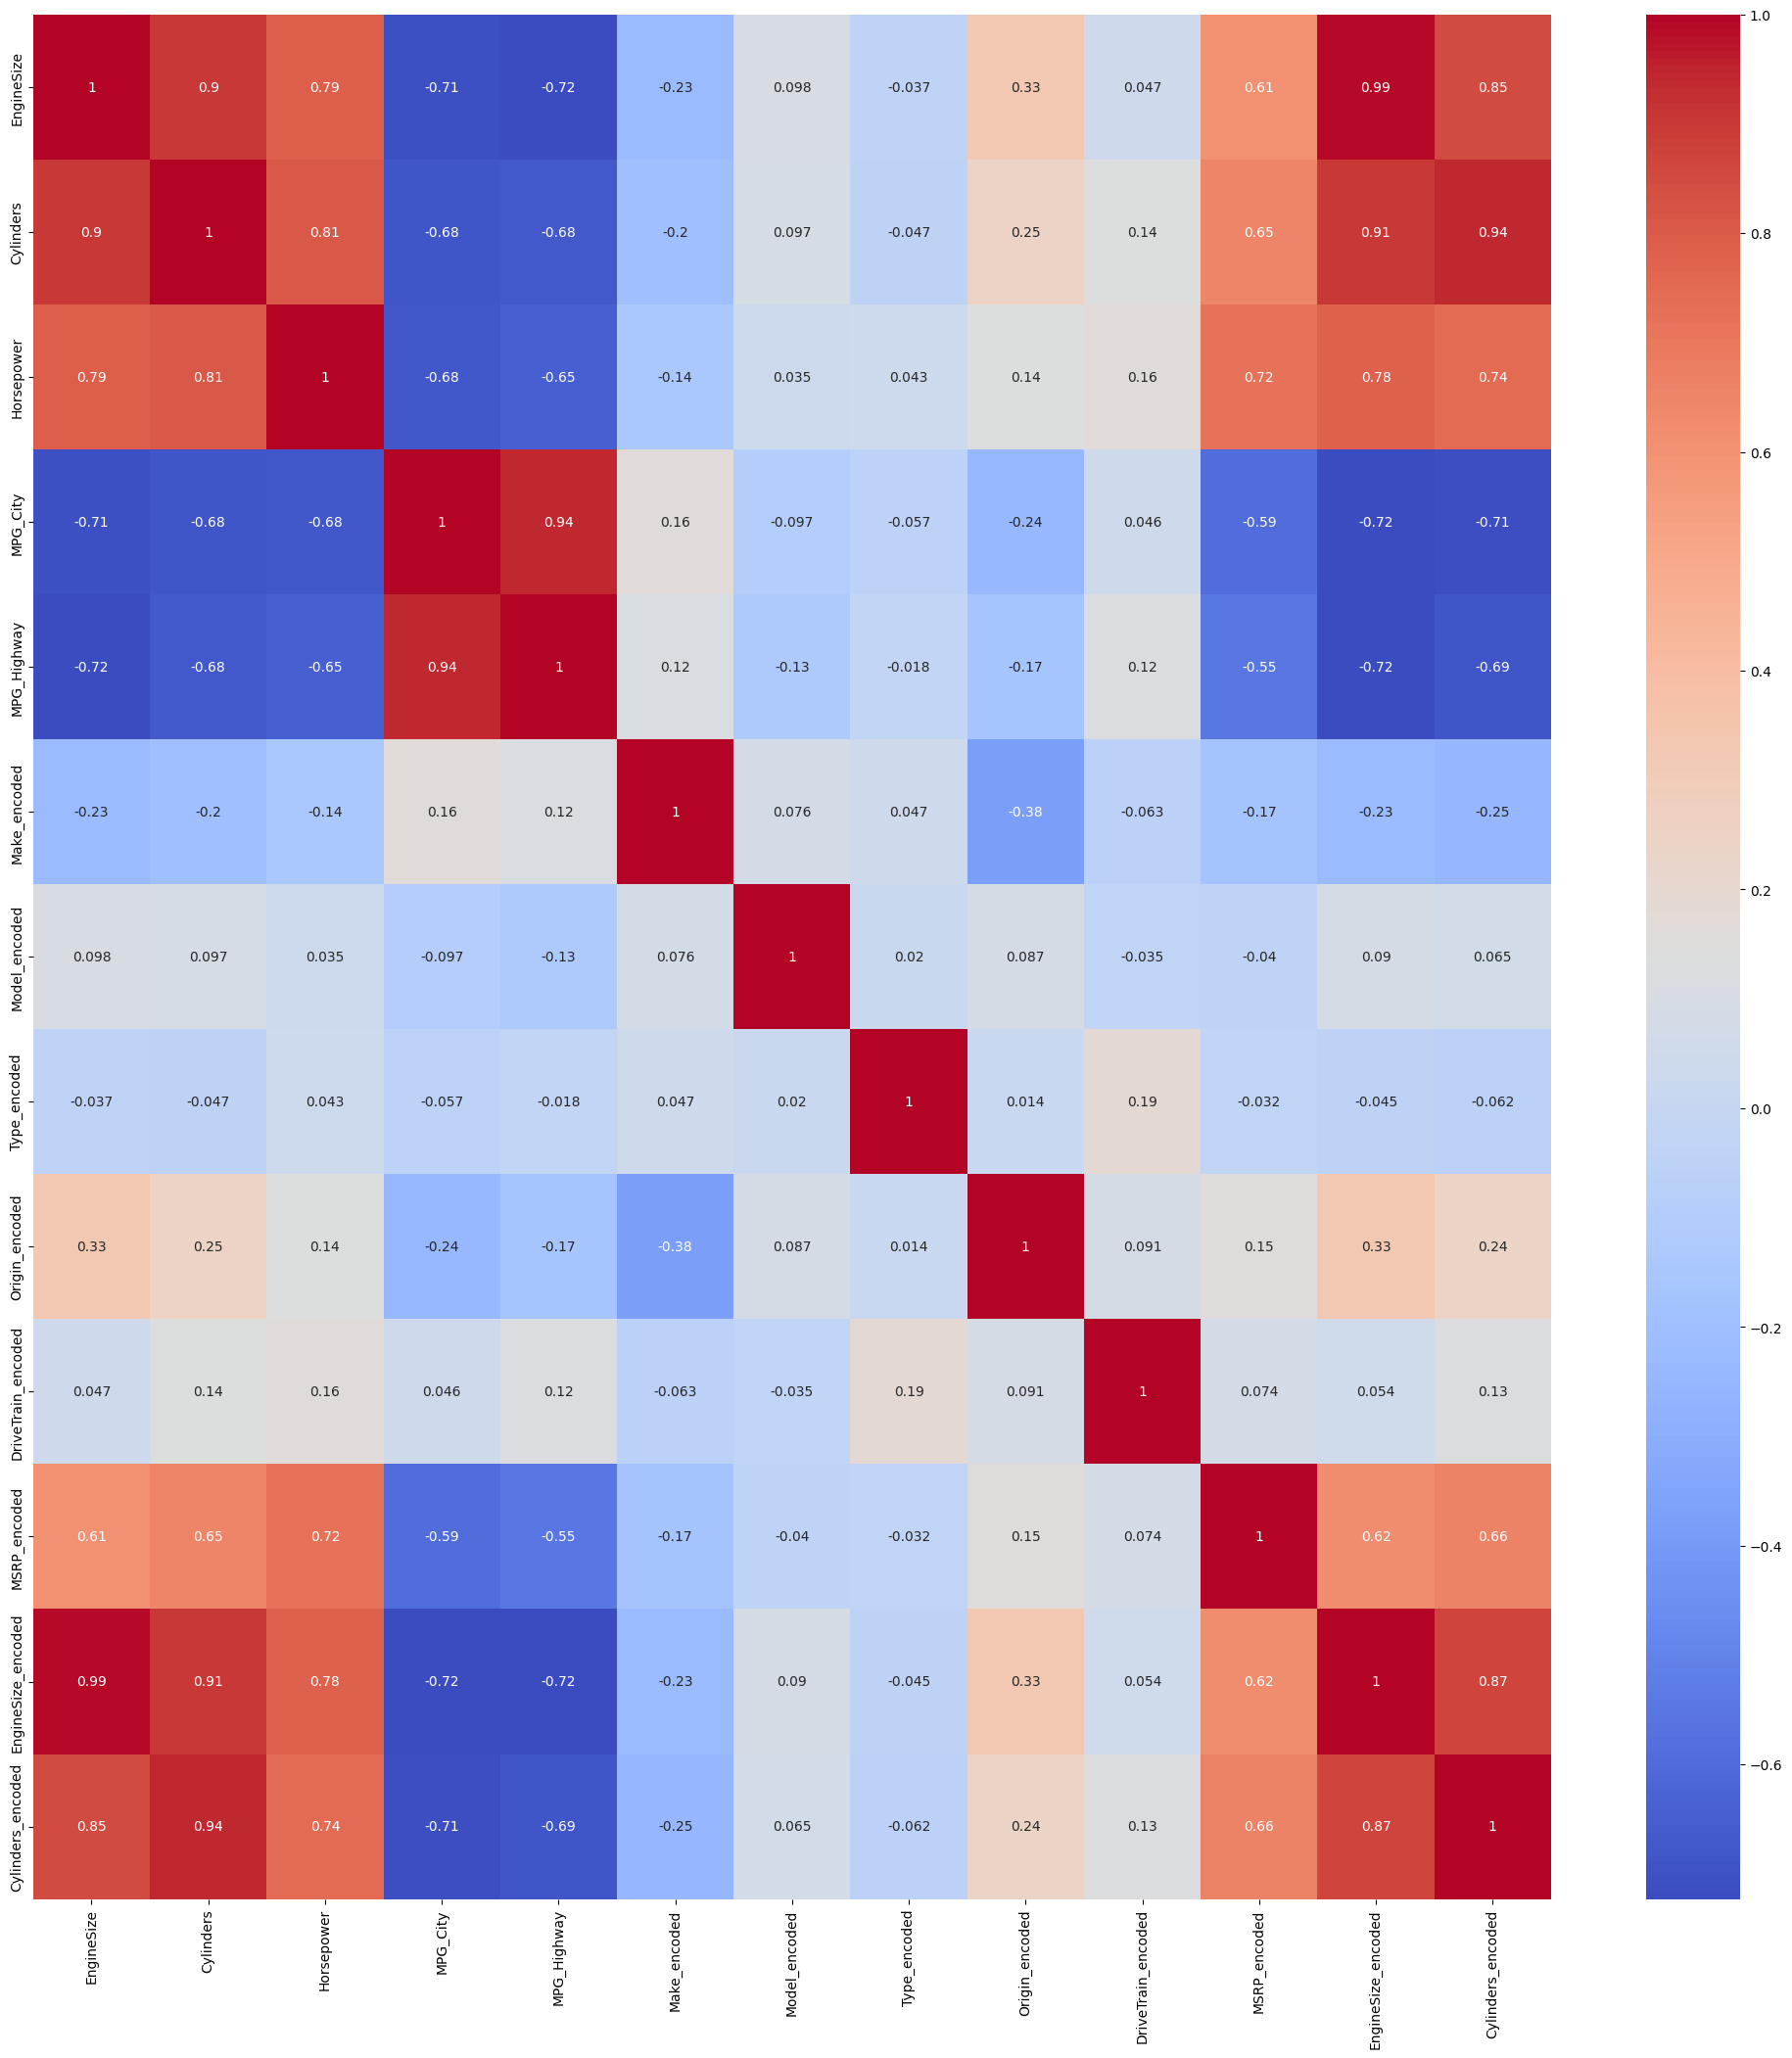 EngineSize 1 0.9 0.79 -0.71 -0.72 -0.23 0.098 -0.037 0.33 0.047 0.61 0.99 0.85
Cylinders 0.9 1 0.81 -0.68 -0.68 -0.2 0.097 -0.047 0.25 0.14 0.65 0.91 0.94
Horsepower 0.79 0.81 1 -0.68 -0.65 -0.14 0.035 0.043 0.14 0.16 0.72 0.78 0.74
MPG_City -0.71 -0.68 -0.68 1 0.94 0.16 -0.097 -0.057 -0.24 0.046 -0.59 -0.72 -0.71
MPG_Highway -0.72 -0.68 -0.65 0.94 1 0.12 -0.13 -0.018 -0.17 0.12 -0.55 -0.72 -0.69
Make_encoded -0.23 -0.2 -0.14 0.16 0.12 1 0.076 0.047 -0.38 -0.063 -0.17 -0.23 -0.25
Model_encoded 0.098 0.097 0.035 -0.097 -0.13 0.076 1 0.02 0.087 -0.035 -0.04 0.09 0.065
Type_encoded -0.037 -0.047 0.043 -0.057 -0.018 0.047 0.02 1 0.014 0.19 -0.032 -0.045 -0.062
Origin_encoded 0.33 0.25 0.14 -0.24 -0.17 -0.38 0.087 0.014 1 0.091 0.15 0.33 0.24
DriveTrain_encoded 0.047 0.14 0.16 0.046 0.12 -0.063 -0.035 0.19 0.091 1 0.074 0.054 0.13
MSRP_encoded 0.61 0.65 0.72 -0.59 -0.55 -0.17 -0.04 -0.032 0.15 0.074 1 0.62 0.66
EngineSize_encoded 0.99 0.91 0.78 -0.72 -0.72 -0.23 0.09 -0.045 0.33 0.054 0.62 1 0.87
Cylinders_encoded 0.85 0.94 0.74 -0.71 -0.69 -0.25 0.065 -0.062 0.24 0.13 0.66 0.87 1
EngineSize
Cylinders
Horsepower
MPG_City
MPG_Highway
Make_encoded
Model_encoded
Type_encoded
Origin_encoded
DriveTrain_encoded
MSRP_encoded
EngineSize_encoded
Cylinders_encoded
1.0
0.8
0.6
0.4
0.2
0.0
−0.2
−0.4
−0.6